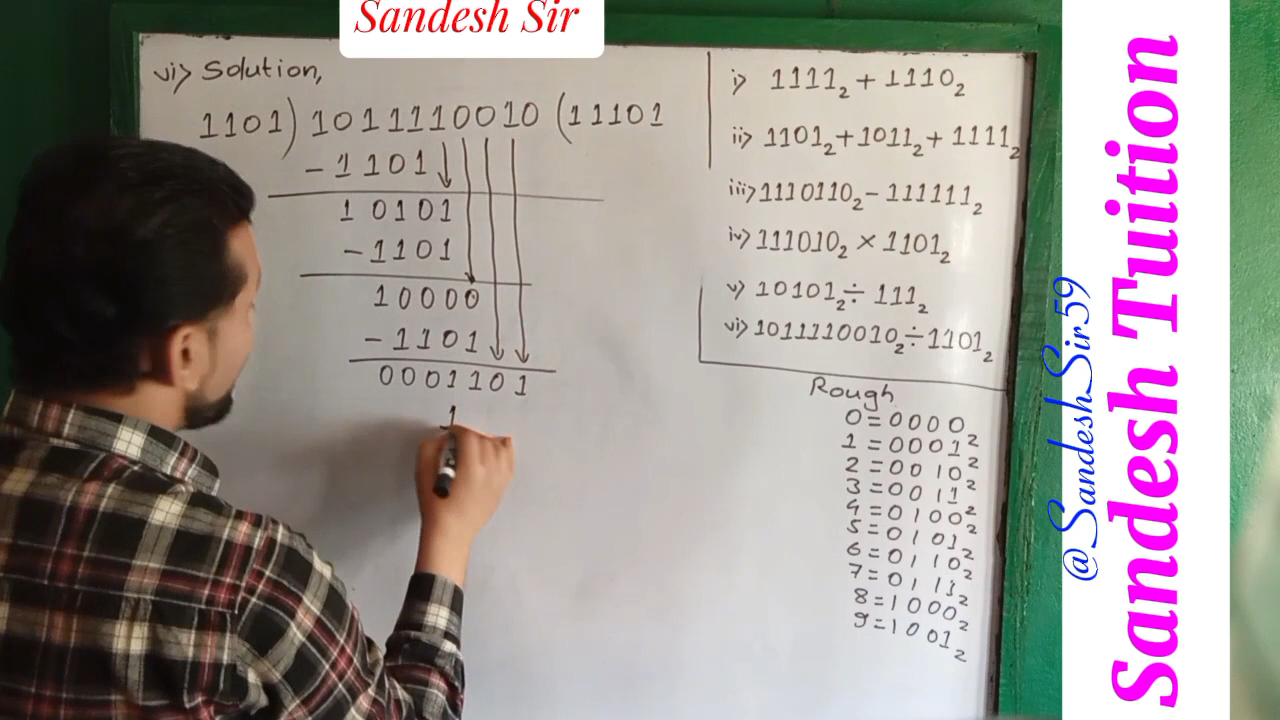 Sandesh Sir
vi> Solution,
1101)1011110010(11101
-1101
10101
-1101
10000
-1101
0001101
1
i> 1111₂ + 1110₂
ii> 1101₂+1011₂+1111₂
iii> 1110110₂ - 111111₂
iv> 111010₂ × 1101₂
v> 10101₂ ÷ 111₂
vi> 1011110010₂ ÷ 1101₂
Rough
0=0000₂
1=0001₂
2=0010₂
3=0011₂
4=0100₂
5=0101₂
6=0110₂
7=0111₂
8=1000₂
9=1001₂
@SandeshSir59
Sandesh Tuition